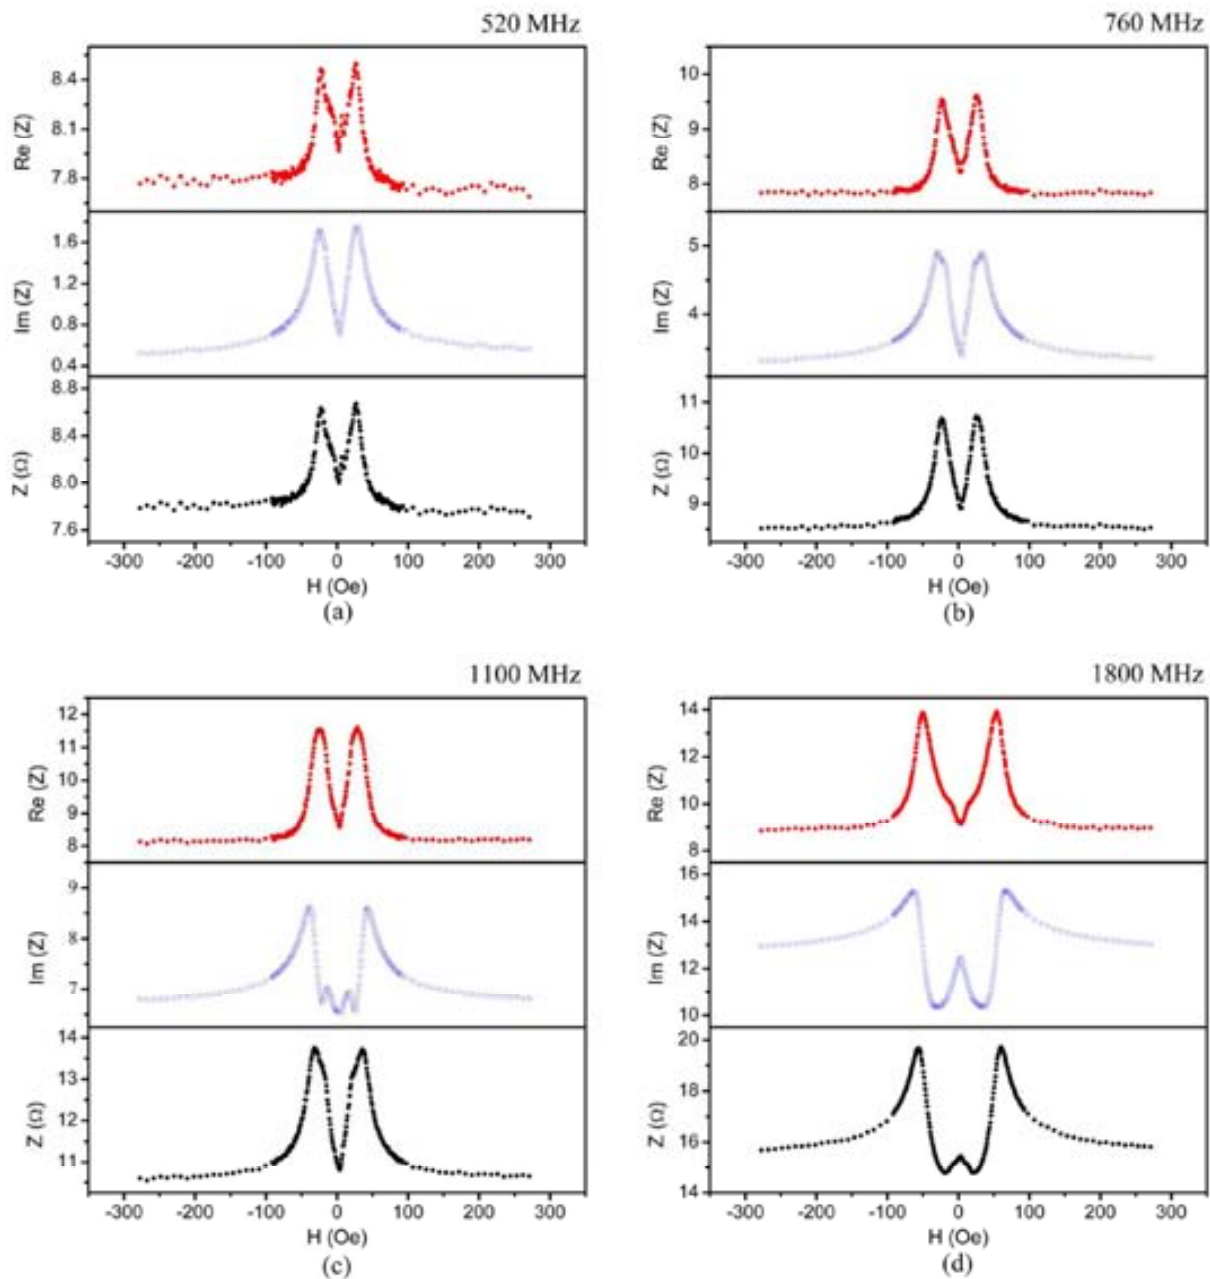 520 MHz
8.4
8.1
7.8
Re (Z)
1.6
1.2
0.8
0.4
Im (Z)
8.8
8.4
8.0
7.6
Z (Ω)
-300 -200 -100 0 100 200 300
H (Oe)
(a)
760 MHz
10
9
8
Re (Z)
5
4
Im (Z)
11
10
9
Z (Ω)
-300 -200 -100 0 100 200 300
H (Oe)
(b)
1100 MHz
12
11
10
9
8
Re (Z)
9
8
7
Im (Z)
14
13
12
11
Z (Ω)
-300 -200 -100 0 100 200 300
H (Oe)
(c)
1800 MHz
14
12
10
8
Re (Z)
16
14
12
10
Im (Z)
20
18
16
14
Z (Ω)
-300 -200 -100 0 100 200 300
H (Oe)
(d)